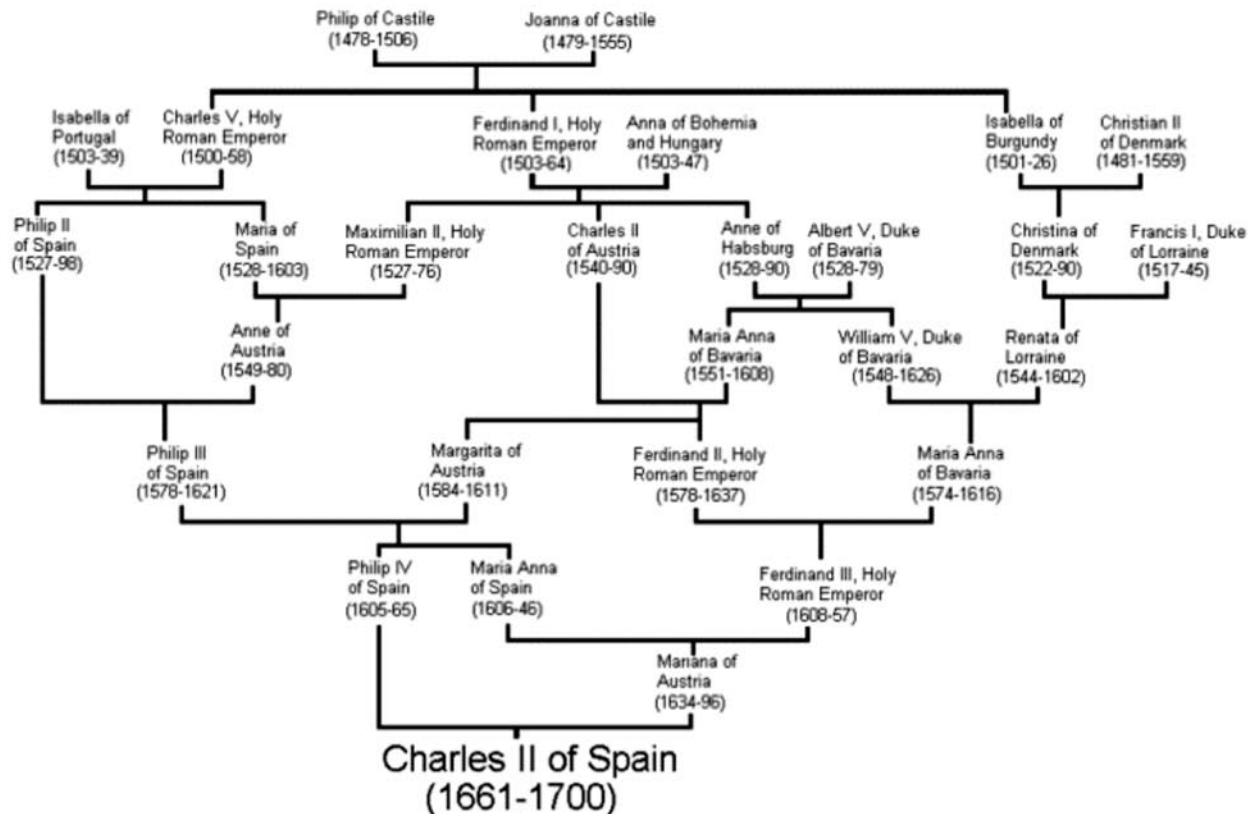 Philip of Castile
(1478-1506)
Joanna of Castile
(1479-1555)
Isabella of
Portugal
(1503-39)
Charles V, Holy
Roman Emperor
(1500-58)
Ferdinand I, Holy
Roman Emperor
(1503-64)
Anna of Bohemia
and Hungary
(1503-47)
Isabella of
Burgundy
(1501-26)
Christian II
of Denmark
(1481-1559)
Philip II
of Spain
(1527-98)
Maria of
Spain
(1528-1603)
Maximilian II, Holy
Roman Emperor
(1527-76)
Charles II
of Austria
(1540-90)
Anne of
Habsburg
(1528-90)
Albert V, Duke
of Bavaria
(1528-79)
Christina of
Denmark
(1522-90)
Francis I, Duke
of Lorraine
(1517-45)
Anne of
Austria
(1549-80)
Maria Anna
of Bavaria
(1551-1608)
William V, Duke
of Bavaria
(1548-1626)
Renata of
Lorraine
(1544-1602)
Philip III
of Spain
(1578-1621)
Margarita of
Austria
(1584-1611)
Ferdinand II, Holy
Roman Emperor
(1578-1637)
Maria Anna
of Bavaria
(1574-1616)
Philip IV
of Spain
(1605-65)
Maria Anna
of Spain
(1606-46)
Ferdinand III, Holy
Roman Emperor
(1608-57)
Mariana of
Austria
(1634-96)
Charles II of Spain
(1661-1700)